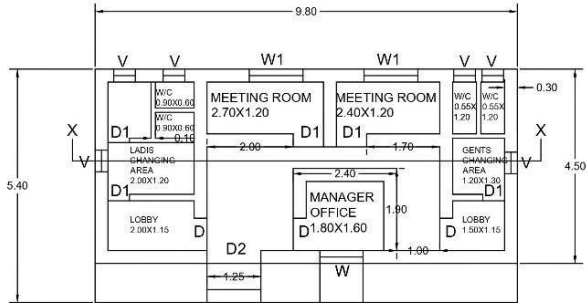 9.80
V
V
W1
W1
V
V
W/C
0.90X0.60
MEETING ROOM
2.70X1.20
MEETING ROOM
2.40X1.20
W/C
0.55X
1.20
W/C
0.55X
1.20
0.30
X
D1
W/C
0.90X0.60
0.10
D1
D1
X
V
LADIS
CHANGING
AREA
2.00X1.20
2.00
1.70
GENTS
CHANGING
AREA
1.20X1.30
V
5.40
4.50
2.40
D1
D1
MANAGER
OFFICE
1.80X1.60
1.90
LOBBY
2.00X1.15
D
D
D
LOBBY
1.50X1.15
D2
1.00
1.25
W